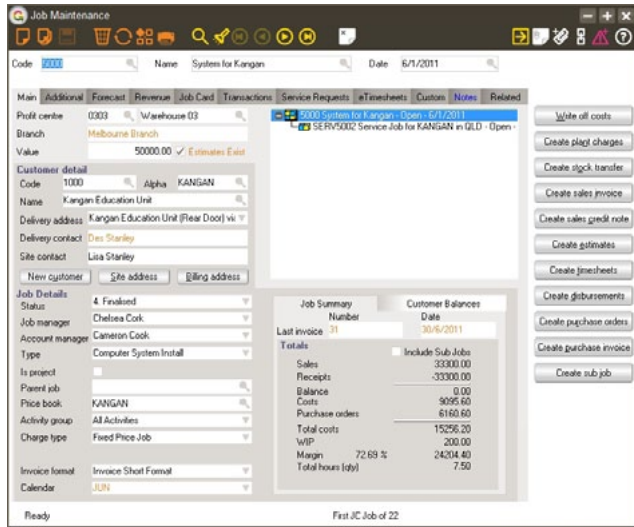 Job Maintenance
Code 5000 Name System for Kangan Date 6/1/2011
Main Additional Forecast Revenue Job Card Transactions Service Requests eTimesheets Custom Notes Related
Profit centre 0303 Warehouse 03
Branch Melbourne Branch
Value 50000.00 Estimates Exist
5000 System for Kangan - Open - 6/1/2011
SERV5002 Service Job for KANGAN in QLD - Open -
Customer detail
Code 1000 Alpha KANGAN
Name Kangan Education Unit
Delivery address Kangan Education Unit (Rear Door) via
Delivery contact Des Stanley
Site contact Lisa Stanley
New customer Site address Billing address
Job Details
Status 4. Finalised
Job manager Chelsea Cork
Account manager Cameron Cook
Type Computer System Install
Is project
Parent job
Price book KANGAN
Activity group All Activities
Charge type Fixed Price Job
Invoice format Invoice Short Format
Calendar JUN
Job Summary Customer Balances
Number Date
Last invoice 31 30/6/2011
Totals
Include Sub Jobs
Sales 33300.00
Receipts -33300.00
Balance 0.00
Costs 9095.60
Purchase orders 6160.60
Total costs 15256.20
WIP 200.00
Margin 72.69 % 24204.40
Total hours (qty) 7.50
Write off costs
Create plant charges
Create stock transfer
Create sales invoice
Create sales credit note
Create estimates
Create timesheets
Create disbursements
Create purchase orders
Create purchase invoice
Create sub job
Ready First JC Job of 22